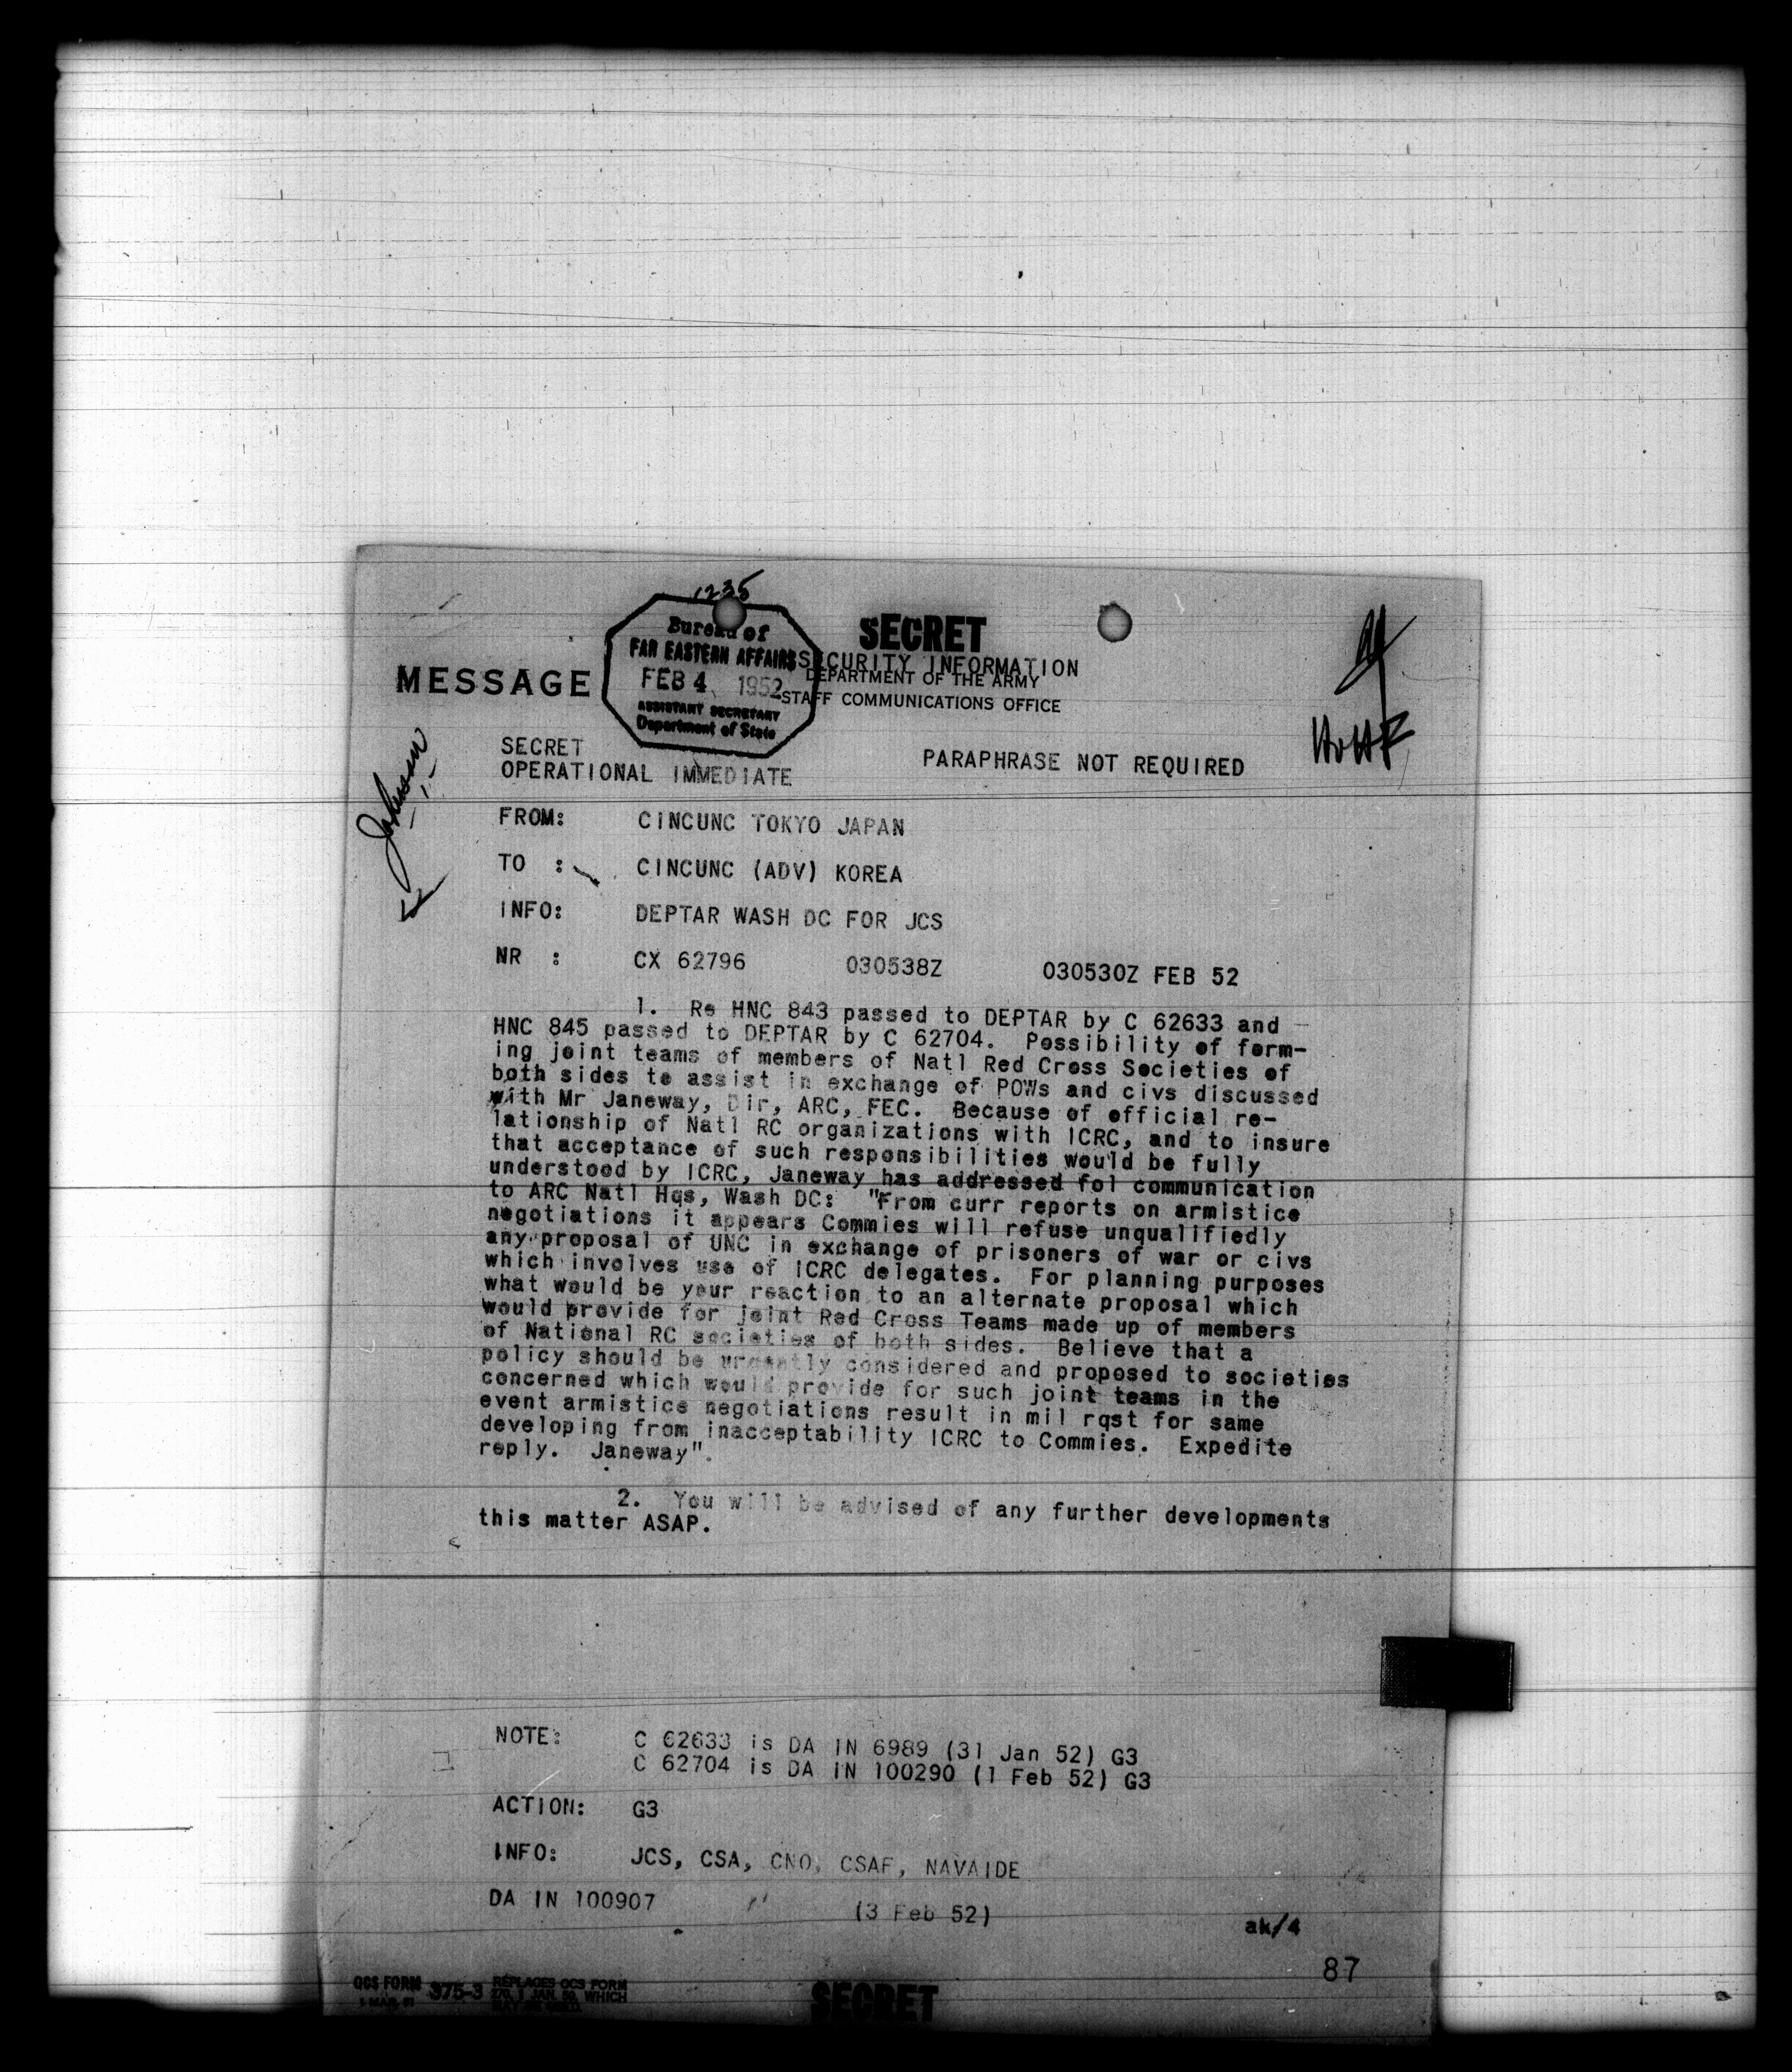 1235
Bureau of
FAR EASTERN AFFAIRS
FEB 4 1952
ASSISTANT SECRETARY
Department of State
SECRET
SECURITY INFORMATION
DEPARTMENT OF THE ARMY
STAFF COMMUNICATIONS OFFICE
MESSAGE
Johnson
SECRET
OPERATIONAL IMMEDIATE
PARAPHRASE NOT REQUIRED
FROM: CINCUNC TOKYO JAPAN
TO : CINCUNC (ADV) KOREA
INFO: DEPTAR WASH DC FOR JCS
NR : CX 62796 030538Z 030530Z FEB 52
1. Re HNC 843 passed to DEPTAR by C 62633 and
HNC 845 passed to DEPTAR by C 62704. Possibility of form-
ing joint teams of members of Natl Red Cross Societies of
both sides to assist in exchange of POWs and civs discussed
with Mr Janeway, Dir, ARC, FEC. Because of official re-
lationship of Natl RC organizations with ICRC, and to insure
that acceptance of such responsibilities would be fully
understood by ICRC, Janeway has addressed fol communication
to ARC Natl Hqs, Wash DC: "From curr reports on armistice
negotiations it appears Commies will refuse unqualifiedly
any proposal of UNC in exchange of prisoners of war or civs
which involves use of ICRC delegates. For planning purposes
what would be your reaction to an alternate proposal which
would provide for joint Red Cross Teams made up of members
of National RC societies of both sides. Believe that a
policy should be urgently considered and proposed to societies
concerned which would provide for such joint teams in the
event armistice negotiations result in mil rqst for same
developing from inacceptability ICRC to Commies. Expedite
reply. Janeway".
2. You will be advised of any further developments
this matter ASAP.
NOTE: C 62633 is DA IN 6989 (31 Jan 52) G3
C 62704 is DA IN 100290 (1 Feb 52) G3
ACTION: G3
INFO: JCS, CSA, CNO, CSAF, NAVAIDE
DA IN 100907 (3 Feb 52)
ak/4
87
OCS FORM 375-3 REPLACES OCS FORM
1 MAR 51 JAN. 50, WHICH
SECRET